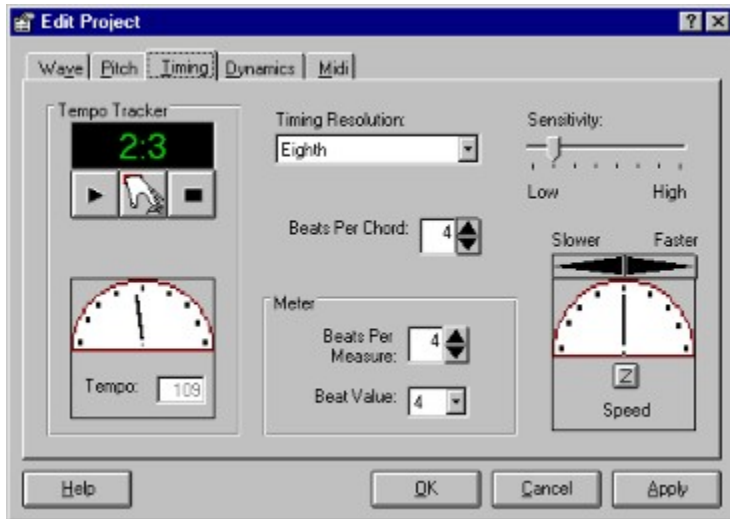 Edit Project
Wave Pitch Timing Dynamics Midi
Tempo Tracker
2:3
Tempo: 109
Timing Resolution:
Eighth
Beats Per Chord: 4
Meter
Beats Per
Measure: 4
Beat Value: 4
Sensitivity:
Low High
Slower Faster
Z
Speed
Help OK Cancel Apply